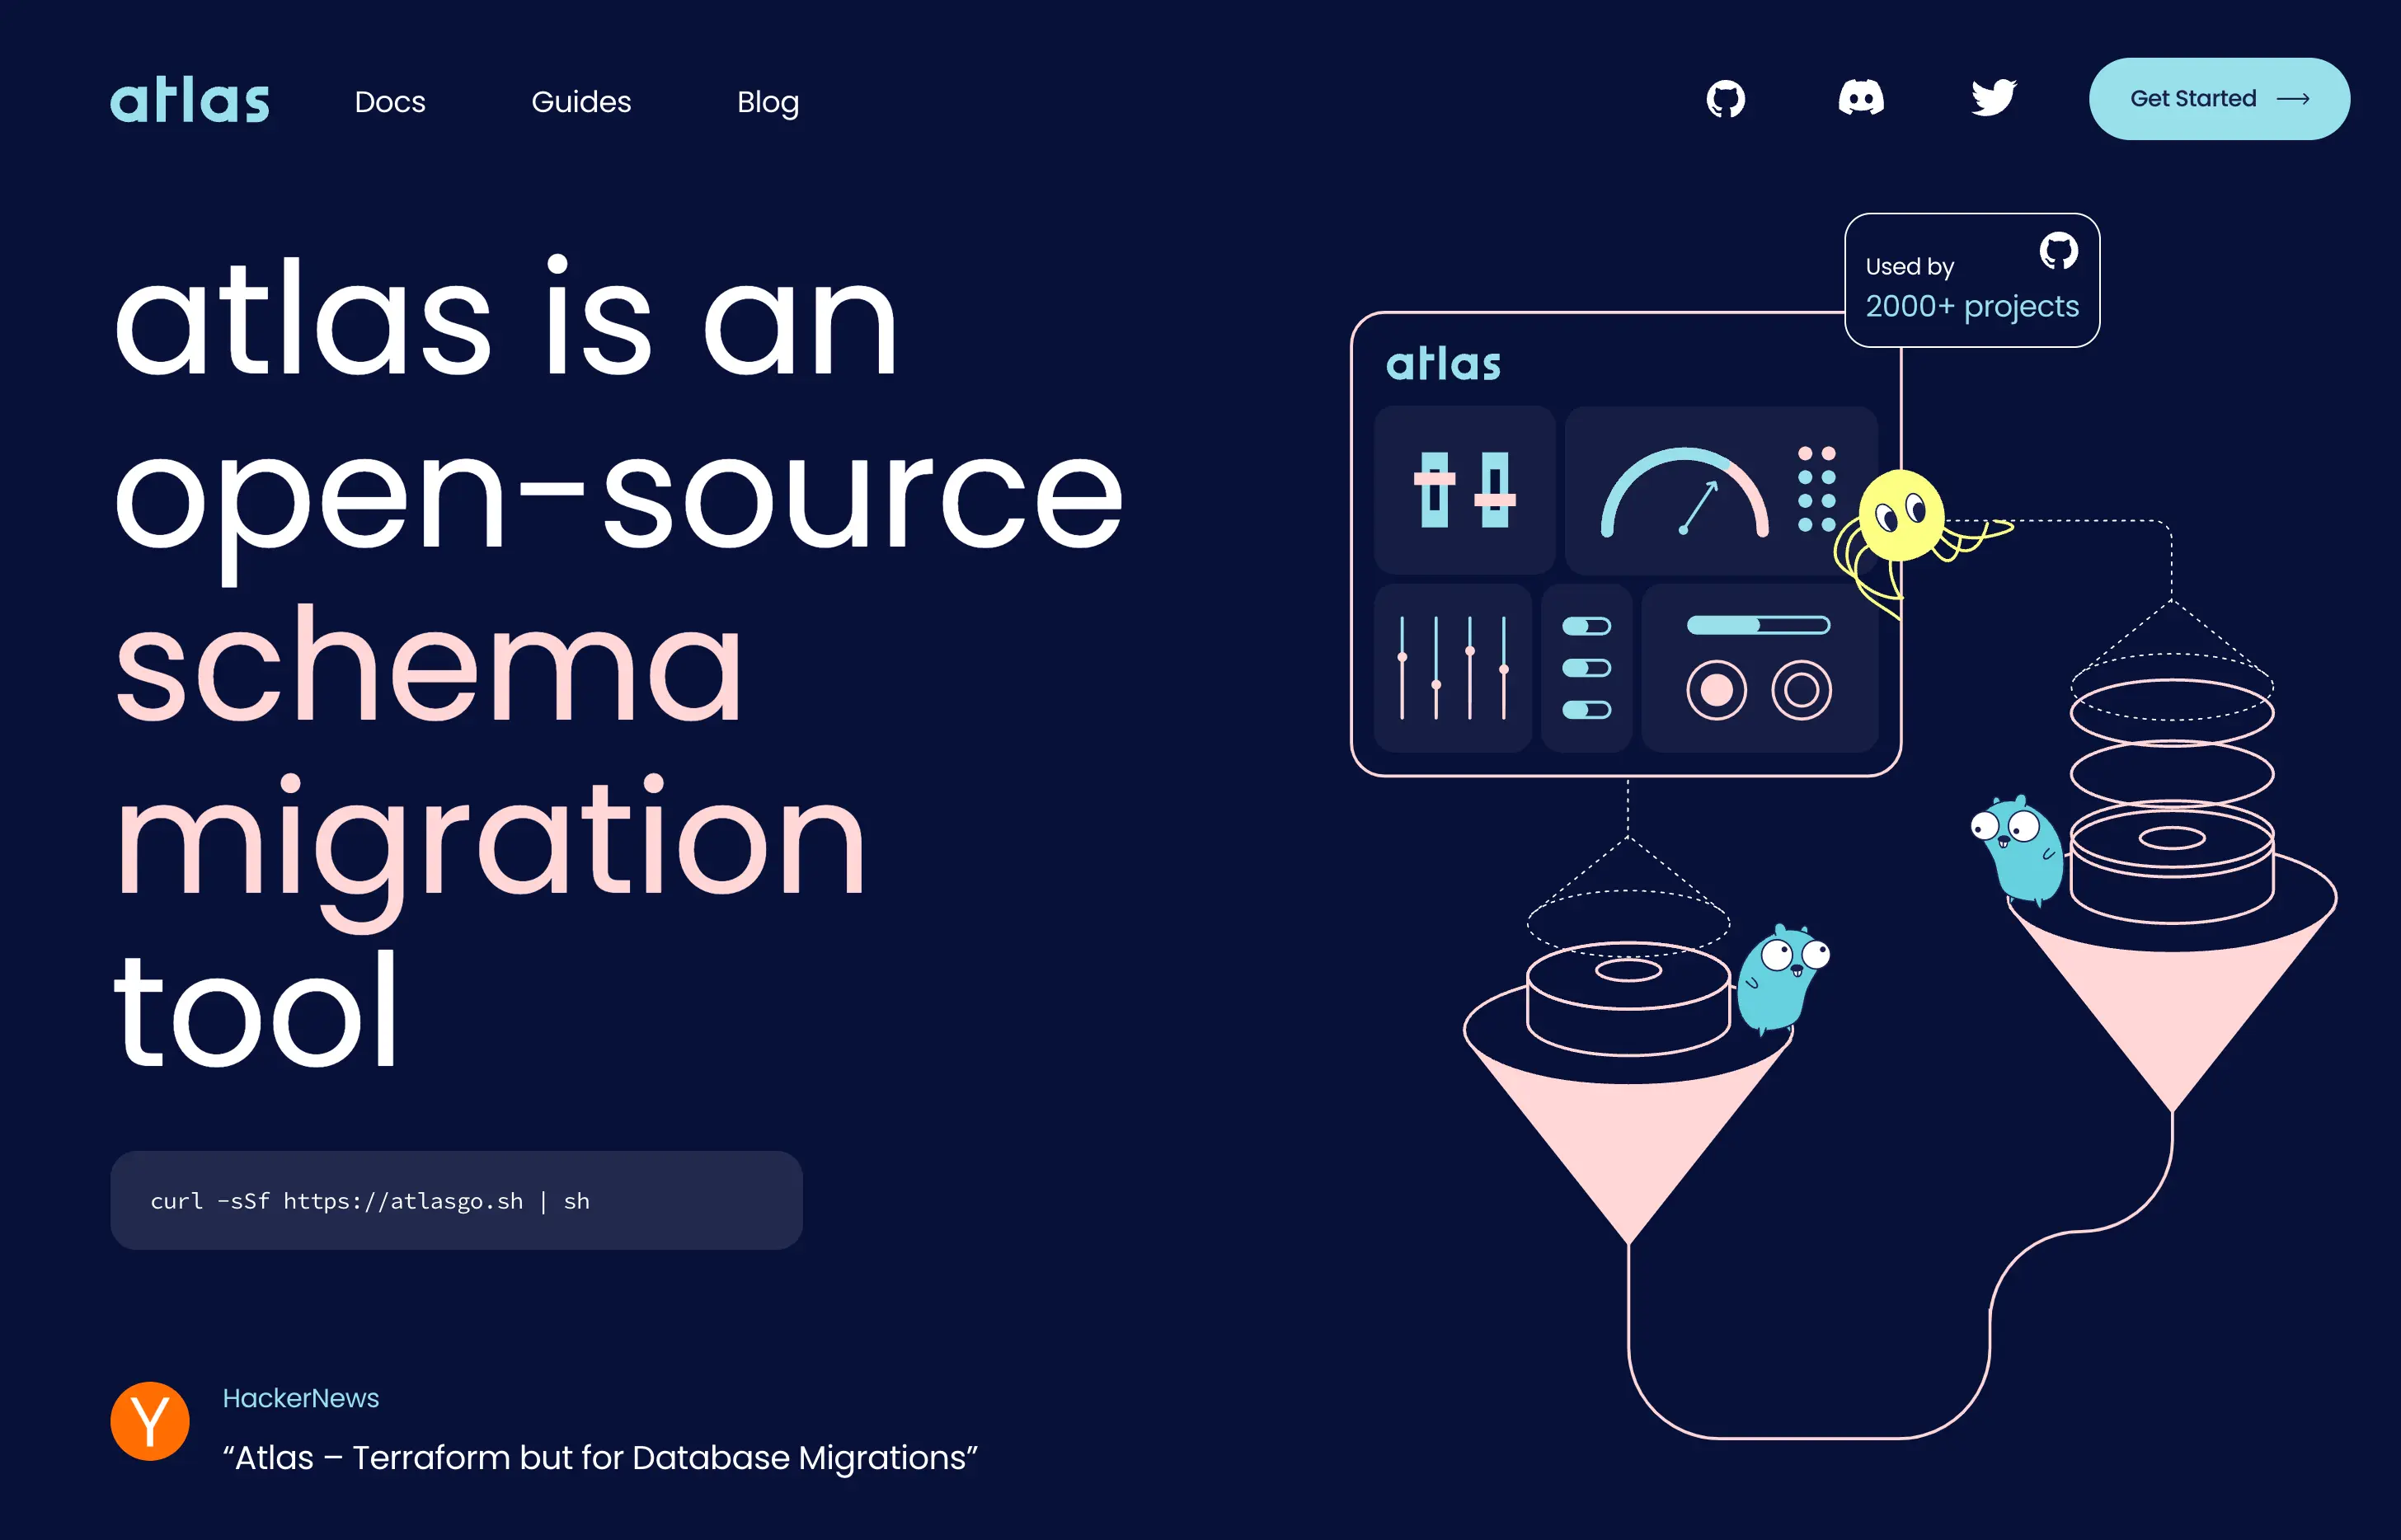 atlas
Docs
Guides
Blog
Get Started
atlas is an
open-source
schema
migration
tool
curl -sSf https://atlasgo.sh | sh
HackerNews
“Atlas – Terraform but for Database Migrations”
Used by
2000+ projects
atlas